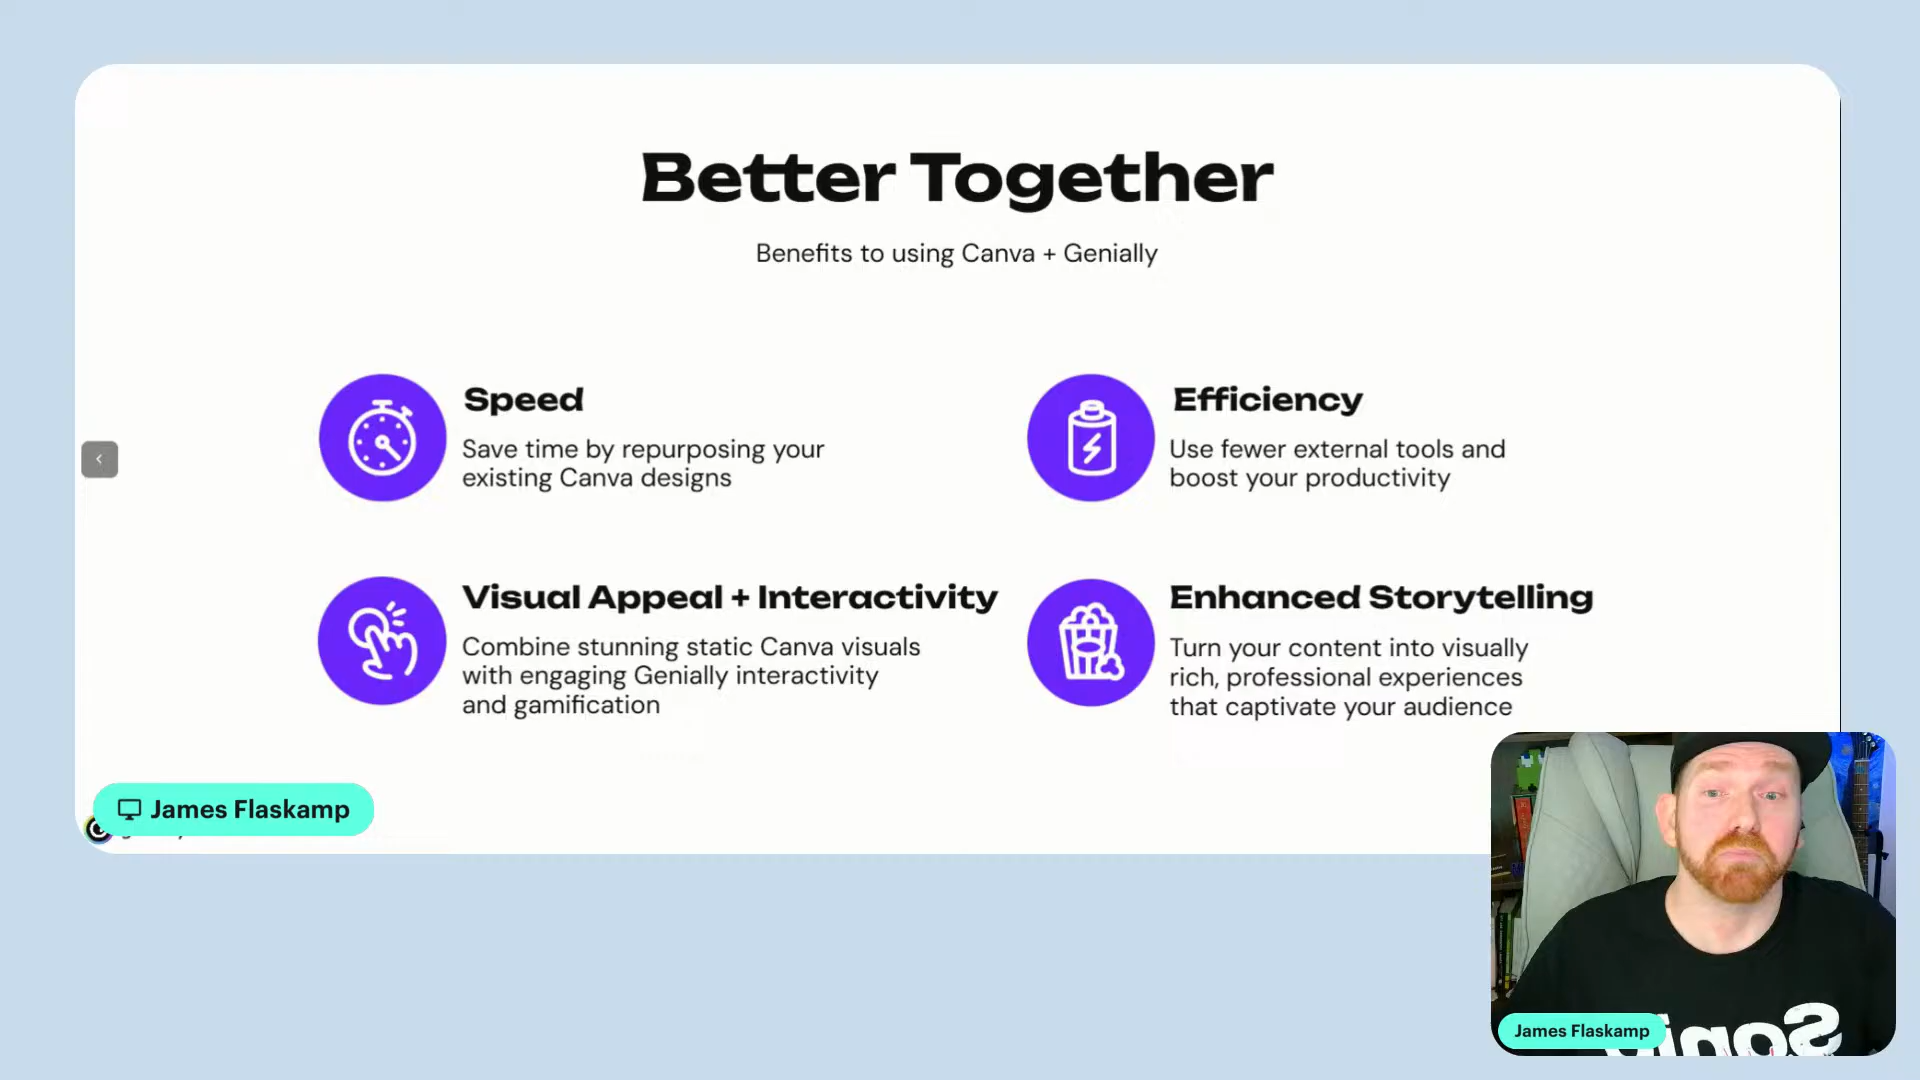 Better Together
Benefits to using Canva + Genially
Speed
Save time by repurposing your
existing Canva designs
Efficiency
Use fewer external tools and
boost your productivity
Visual Appeal + Interactivity
Combine stunning static Canva visuals
with engaging Genially interactivity
and gamification
Enhanced Storytelling
Turn your content into visually
rich, professional experiences
that captivate your audience
James Flaskamp
James Flaskamp